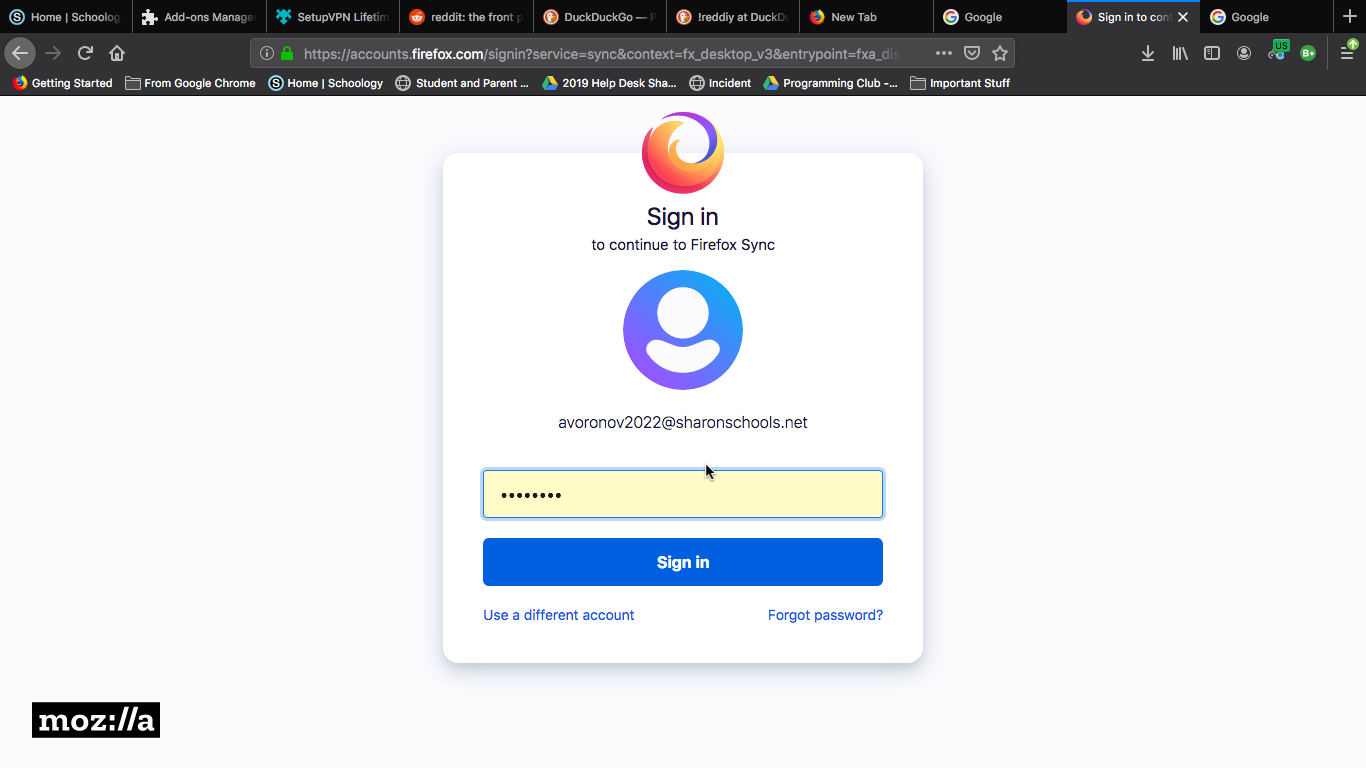 Home | Schoolog
Add-ons Manage
SetupVPN Lifetim
reddit: the front p
DuckDuckGo — P
!reddiy at DuckDu
New Tab
Google
Sign in to cont
Google
https://accounts.firefox.com/signin?service=sync&context=fx_desktop_v3&entrypoint=fxa_dis
US
B+
Getting Started
From Google Chrome
Home | Schoology
Student and Parent ...
2019 Help Desk Sha...
Incident
Programming Club -...
Important Stuff
Sign in
to continue to Firefox Sync
avoronov2022@sharonschools.net
••••••••
Sign in
Use a different account
Forgot password?
moz://a